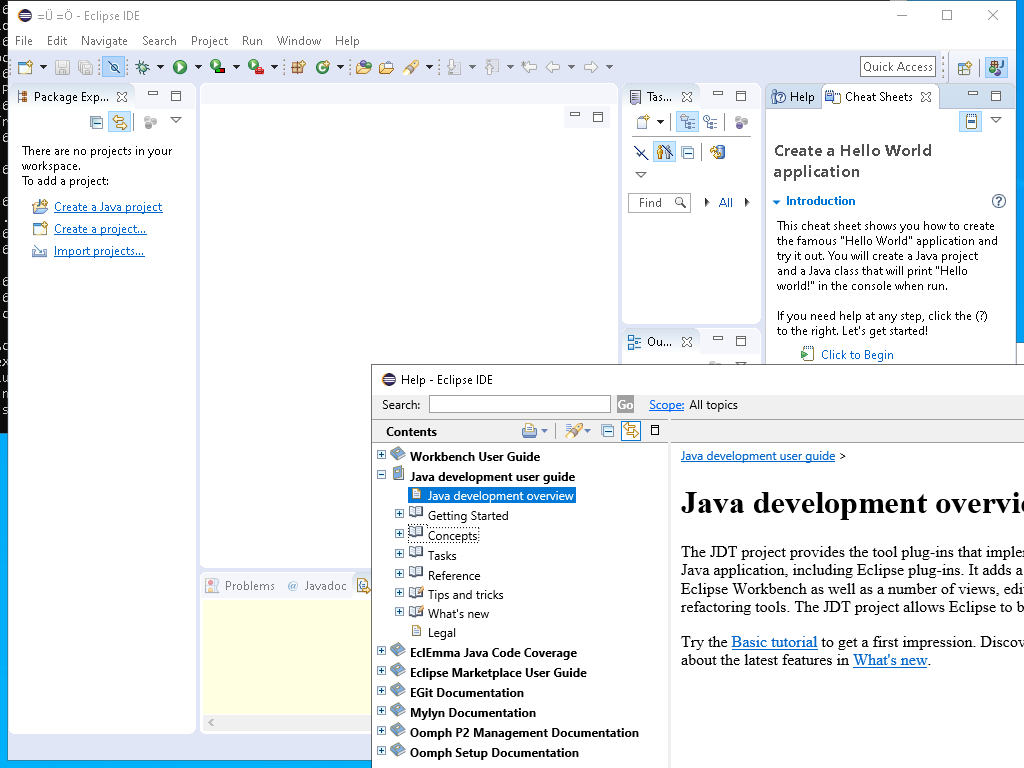 =Ü =Ö - Eclipse IDE
File Edit Navigate Search Project Run Window Help
Quick Access
Package Exp...
There are no projects in your
workspace.
To add a project:
Create a Java project
Create a project...
Import projects...
Tas...
Find
All
Ou...
Help
Cheat Sheets
Create a Hello World
application
Introduction
This cheat sheet shows you how to create
the famous "Hello World" application and
try it out. You will create a Java project
and a Java class that will print "Hello
world!" in the console when run.
If you need help at any step, click the (?)
to the right. Let's get started!
Click to Begin
Problems @ Javadoc
Help - Eclipse IDE
Search: Go Scope: All topics
Contents
Workbench User Guide
Java development user guide
Java development overview
Getting Started
Concepts
Tasks
Reference
Tips and tricks
What's new
Legal
EclEmma Java Code Coverage
Eclipse Marketplace User Guide
EGit Documentation
Mylyn Documentation
Oomph P2 Management Documentation
Oomph Setup Documentation
Java development user guide >
Java development overvi
The JDT project provides the tool plug-ins that implem
Java application, including Eclipse plug-ins. It adds a
Eclipse Workbench as well as a number of views, edi
refactoring tools. The JDT project allows Eclipse to b
Try the Basic tutorial to get a first impression. Discov
about the latest features in What's new.